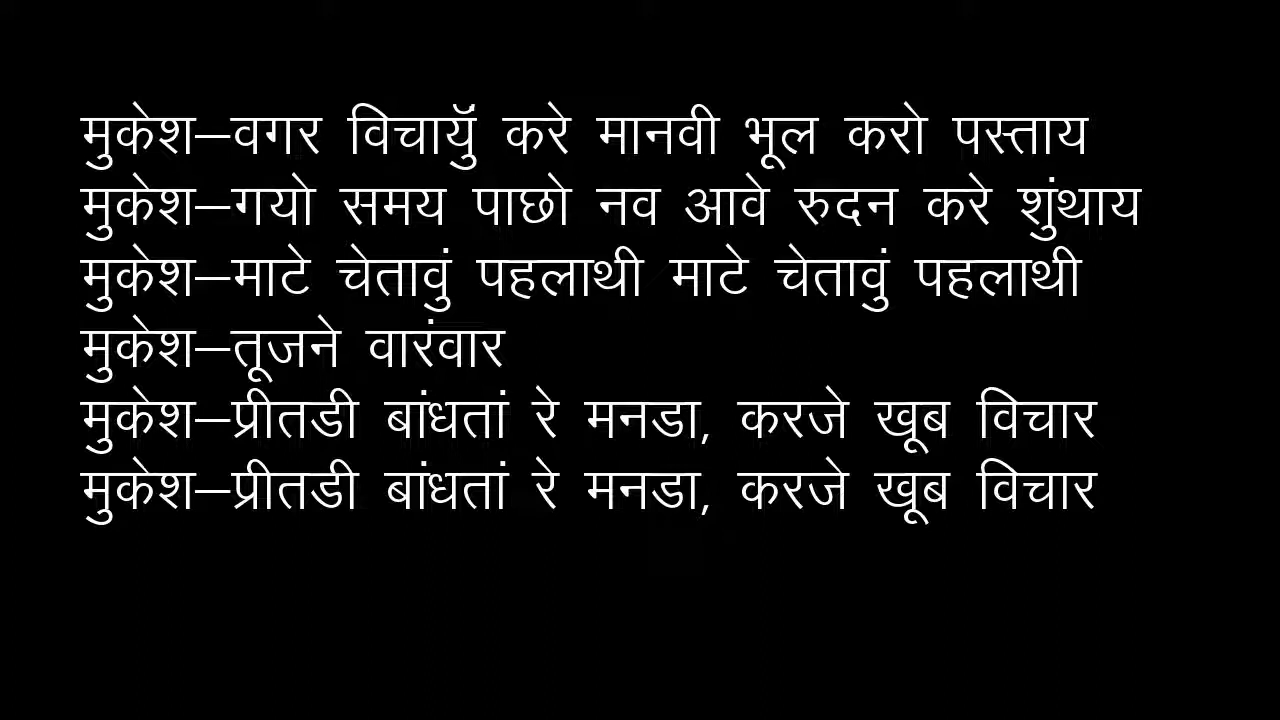 मुकेश–वगर विचार्युं करे मानवी भूल करो पस्ताय
मुकेश–गयो समय पाछो नव आवे रुदन करे शुंथाय
मुकेश–माटे चेतावुं पहलाथी माटे चेतावुं पहलाथी
मुकेश–तूजने वारंवार
मुकेश–प्रीतडी बांधतां रे मनडा, करजे खूब विचार
मुकेश–प्रीतडी बांधतां रे मनडा, करजे खूब विचार